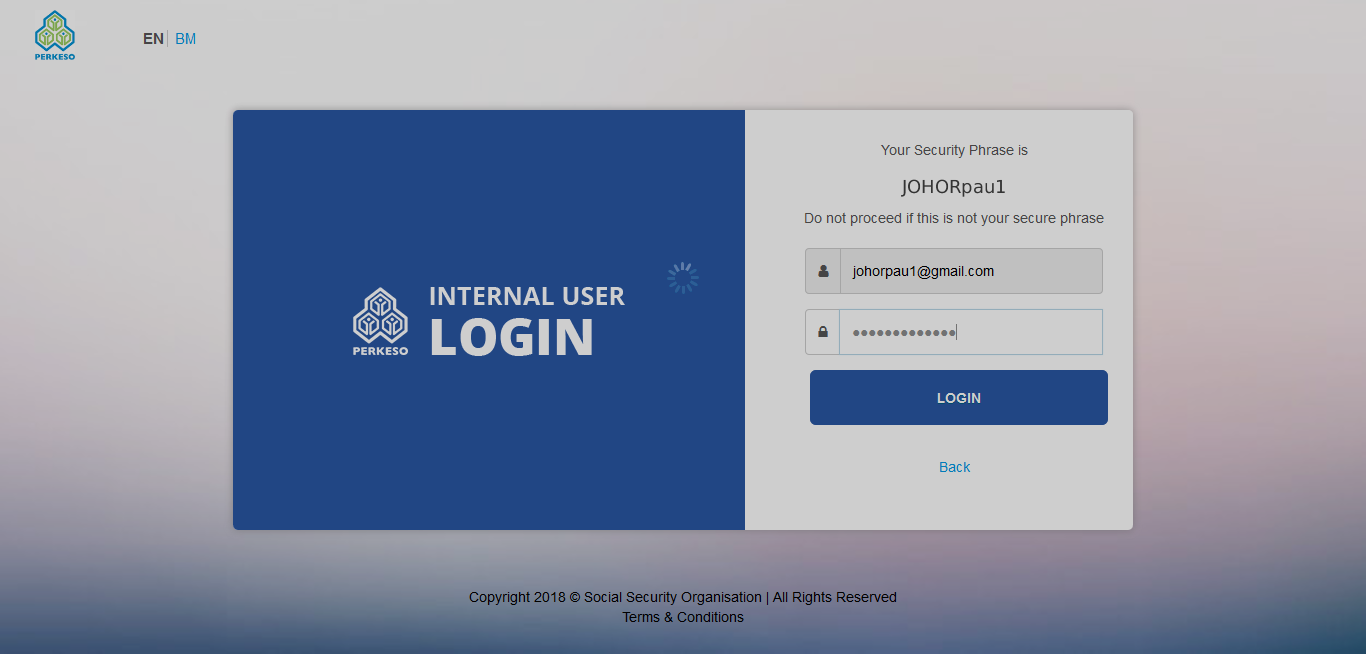 PERKESO
EN | BM
Your Security Phrase is
JOHORpau1
Do not proceed if this is not your secure phrase
johorpau1@gmail.com
•••••••••••••
LOGIN
Back
PERKESO
INTERNAL USER
LOGIN
Copyright 2018 © Social Security Organisation | All Rights Reserved
Terms & Conditions